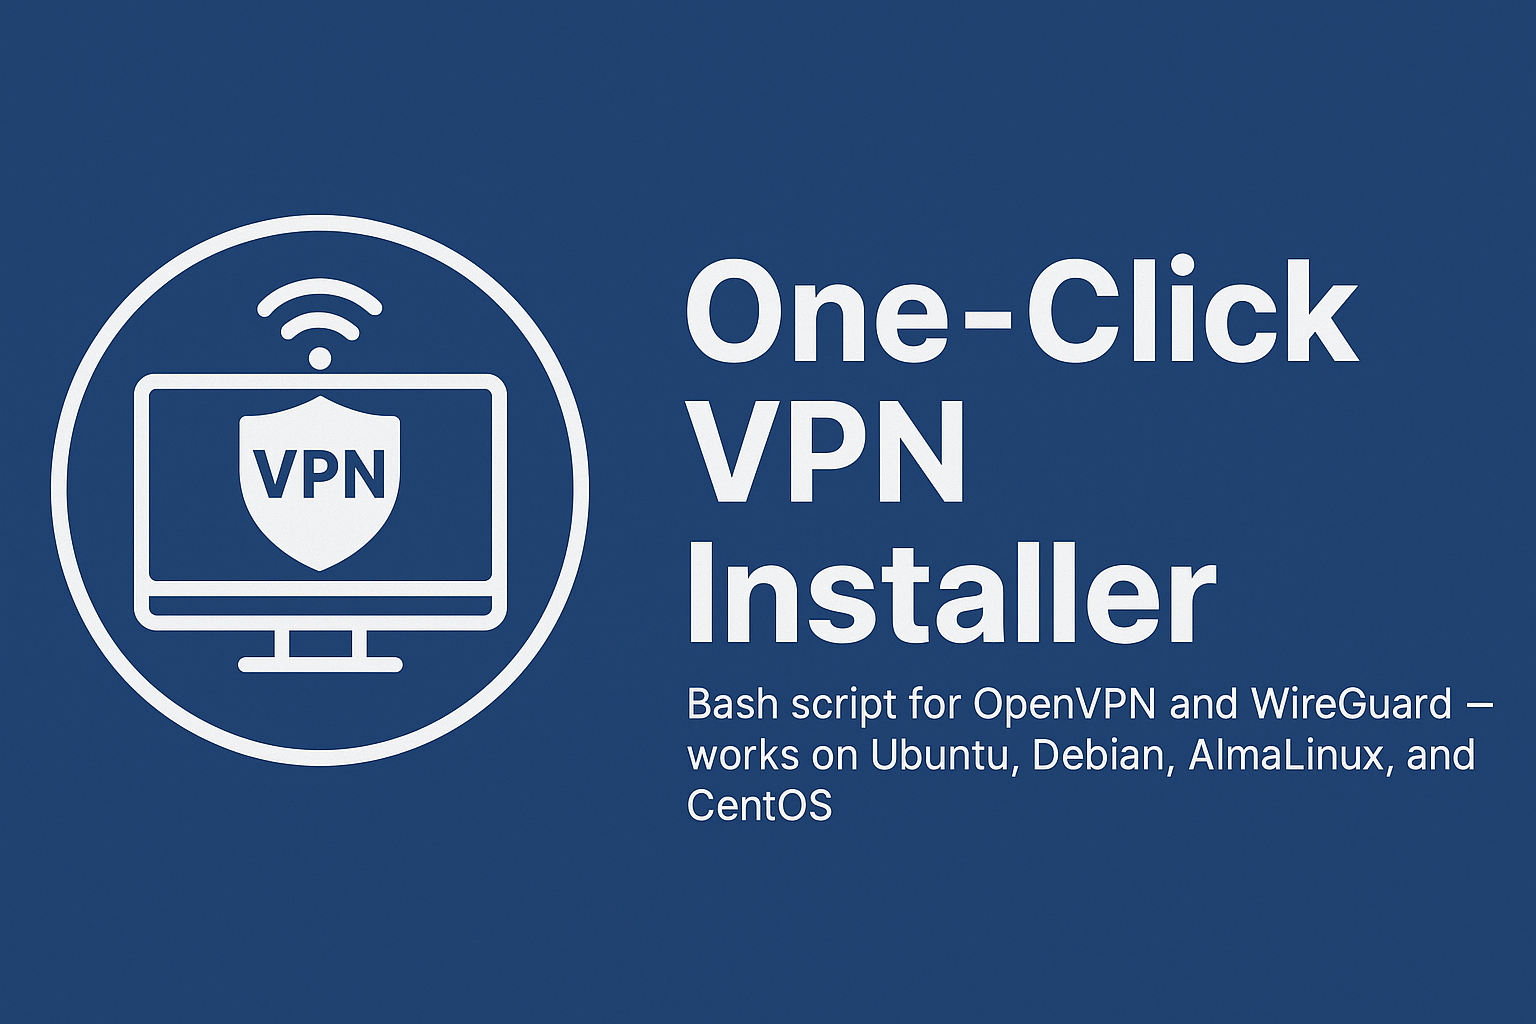 VPN
One-Click
VPN
Installer
Bash script for OpenVPN and WireGuard –
works on Ubuntu, Debian, AlmaLinux, and
CentOS